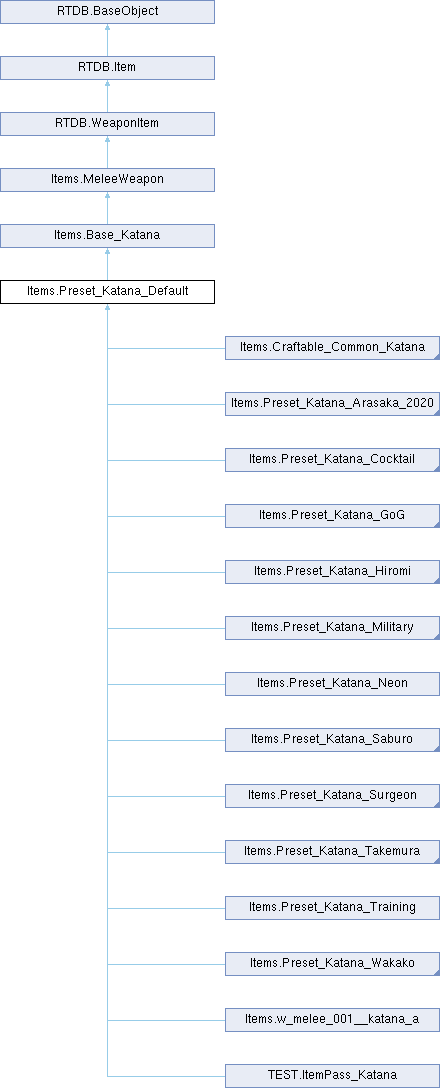 RTDB.BaseObject
RTDB.Item
RTDB.WeaponItem
Items.MeleeWeapon
Items.Base_Katana
Items.Preset_Katana_Default
Items.Craftable_Common_Katana
Items.Preset_Katana_Arasaka_2020
Items.Preset_Katana_Cocktail
Items.Preset_Katana_GoG
Items.Preset_Katana_Hiromi
Items.Preset_Katana_Military
Items.Preset_Katana_Neon
Items.Preset_Katana_Saburo
Items.Preset_Katana_Surgeon
Items.Preset_Katana_Takemura
Items.Preset_Katana_Training
Items.Preset_Katana_Wakako
Items.w_melee_001__katana_a
TEST.ItemPass_Katana